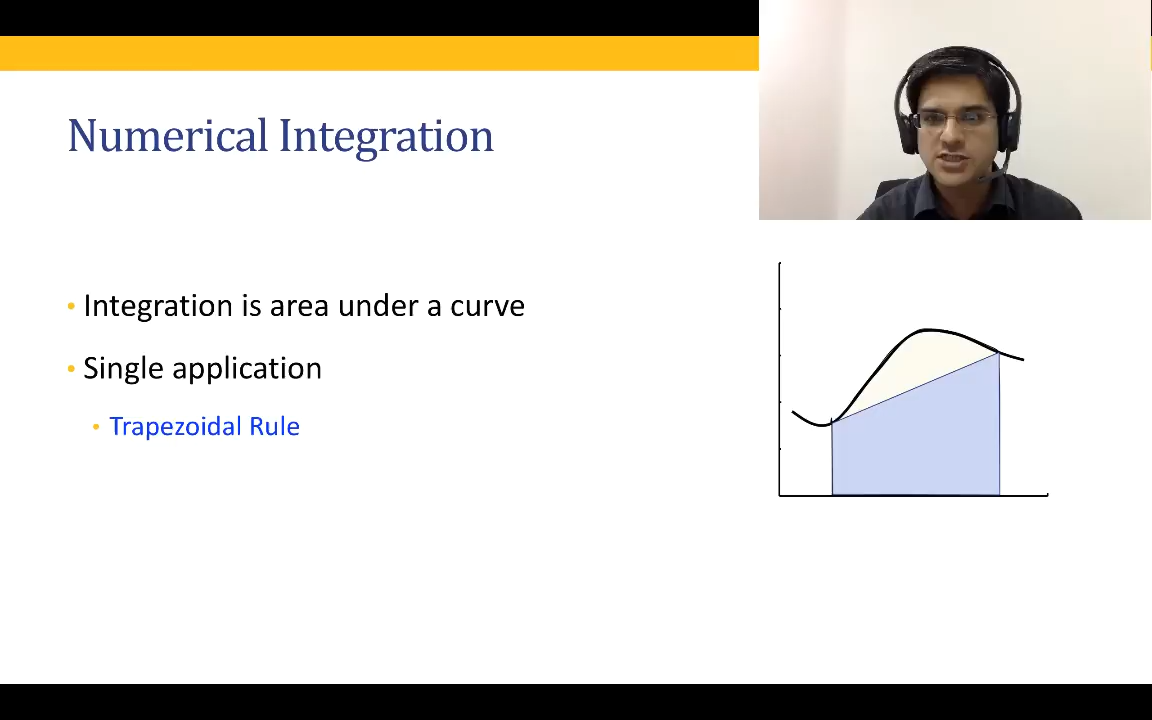 Numerical Integration
• Integration is area under a curve
• Single application
• Trapezoidal Rule